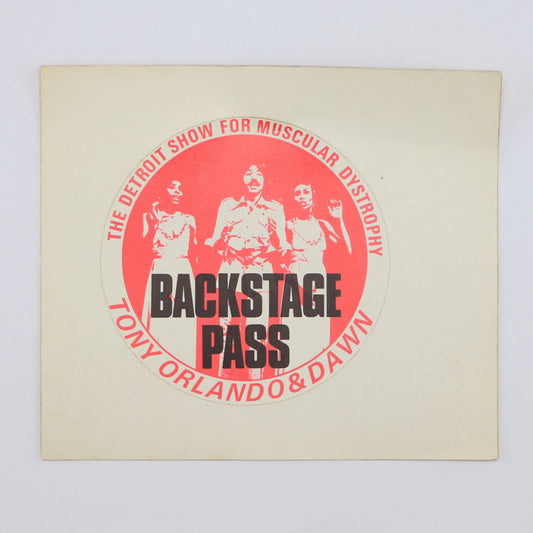 THE DETROIT SHOW FOR MUSCULAR DYSTROPHY
BACKSTAGE
PASS
TONY ORLANDO & DAWN